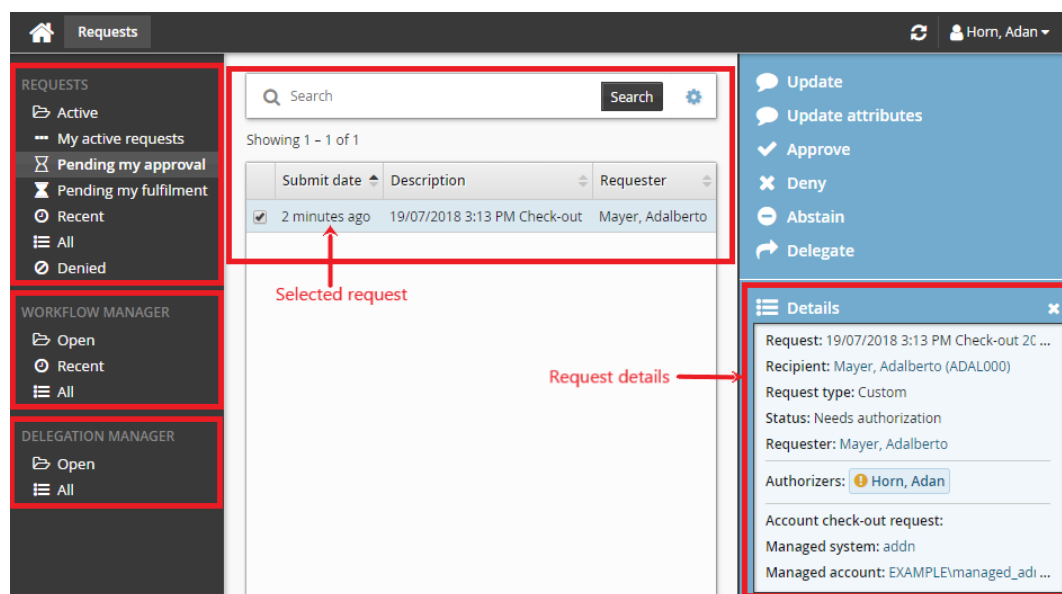 Requests
Horn, Adan
REQUESTS
Active
My active requests
Pending my approval
Pending my fulfilment
Recent
All
Denied
WORKFLOW MANAGER
Open
Recent
All
DELEGATION MANAGER
Open
All
Search Search
Showing 1 – 1 of 1
Submit date Description Requester
2 minutes ago 19/07/2018 3:13 PM Check-out Mayer, Adalberto
Selected request
Request details
Update
Update attributes
Approve
Deny
Abstain
Delegate
Details
Request: 19/07/2018 3:13 PM Check-out 20 ...
Recipient: Mayer, Adalberto (ADAL000)
Request type: Custom
Status: Needs authorization
Requester: Mayer, Adalberto
Authorizers: Horn, Adan
Account check-out request:
Managed system: addn
Managed account: EXAMPLE\managed_adı ...